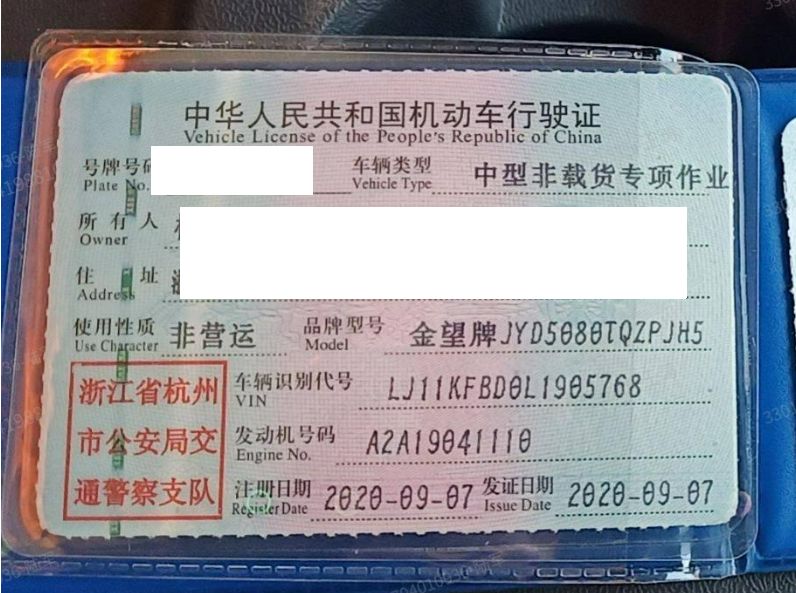 中华人民共和国机动车行驶证
Vehicle License of the People's Republic of China
号牌号码 车辆类型 中型非载货专项作业
Plate No. Vehicle Type
所有人
Owner
住址
Address
使用性质 非营运 品牌型号 金望牌JYD5080TQZPJH5
Use Character Model
浙江省杭州
市公安局交
通警察支队
车辆识别代号 LJ11KFBD0L1905768
VIN
发动机号码 A2A19041110
Engine No.
注册日期 2020-09-07 发证日期 2020-09-07
Register Date Issue Date